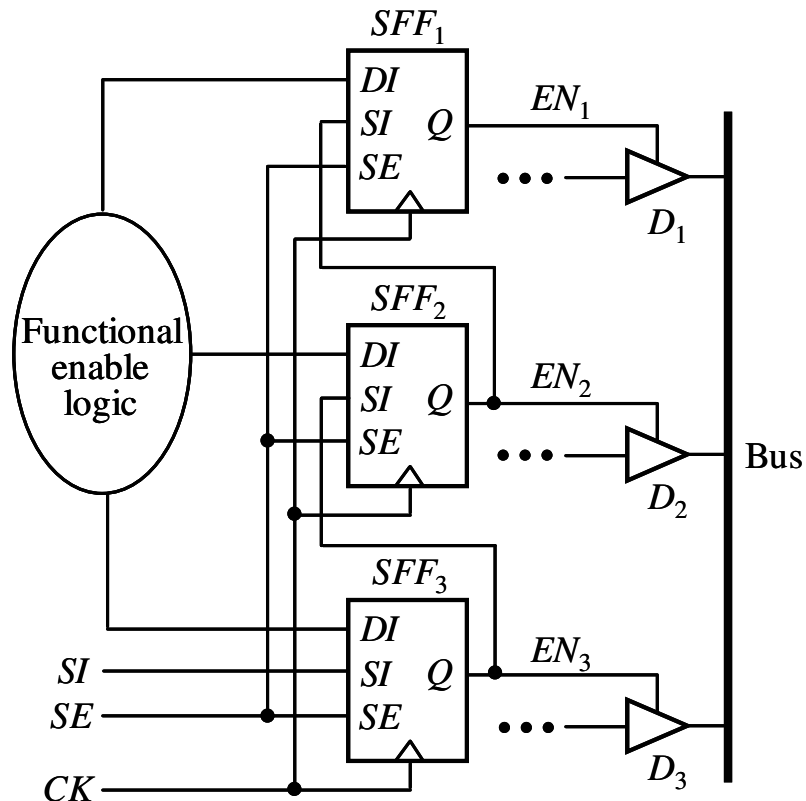 SFF₁
DI
SI
Q
SE
EN₁
D₁
Functional
enable
logic
SFF₂
DI
SI
Q
SE
EN₂
D₂
Bus
SFF₃
DI
SI
Q
SE
EN₃
D₃
SI
SE
CK